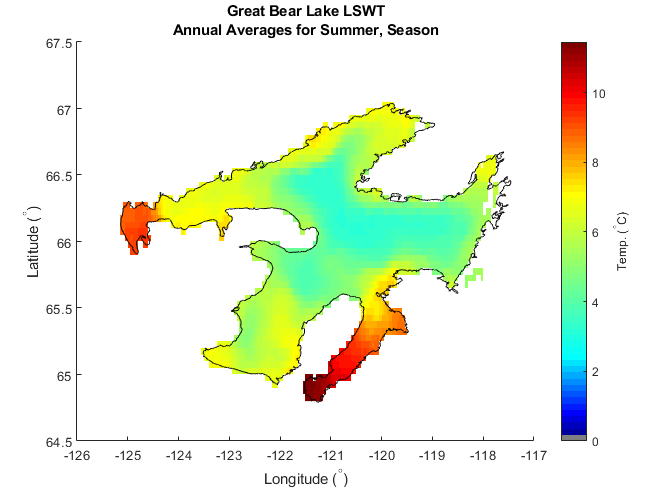 Great Bear Lake LSWT
Annual Averages for Summer, Season
67.5
67
66.5
66
65.5
65
64.5
Latitude (°)
-126 -125 -124 -123 -122 -121 -120 -119 -118 -117
Longitude (°)
10
8
6
4
2
0
Temp. (°C)